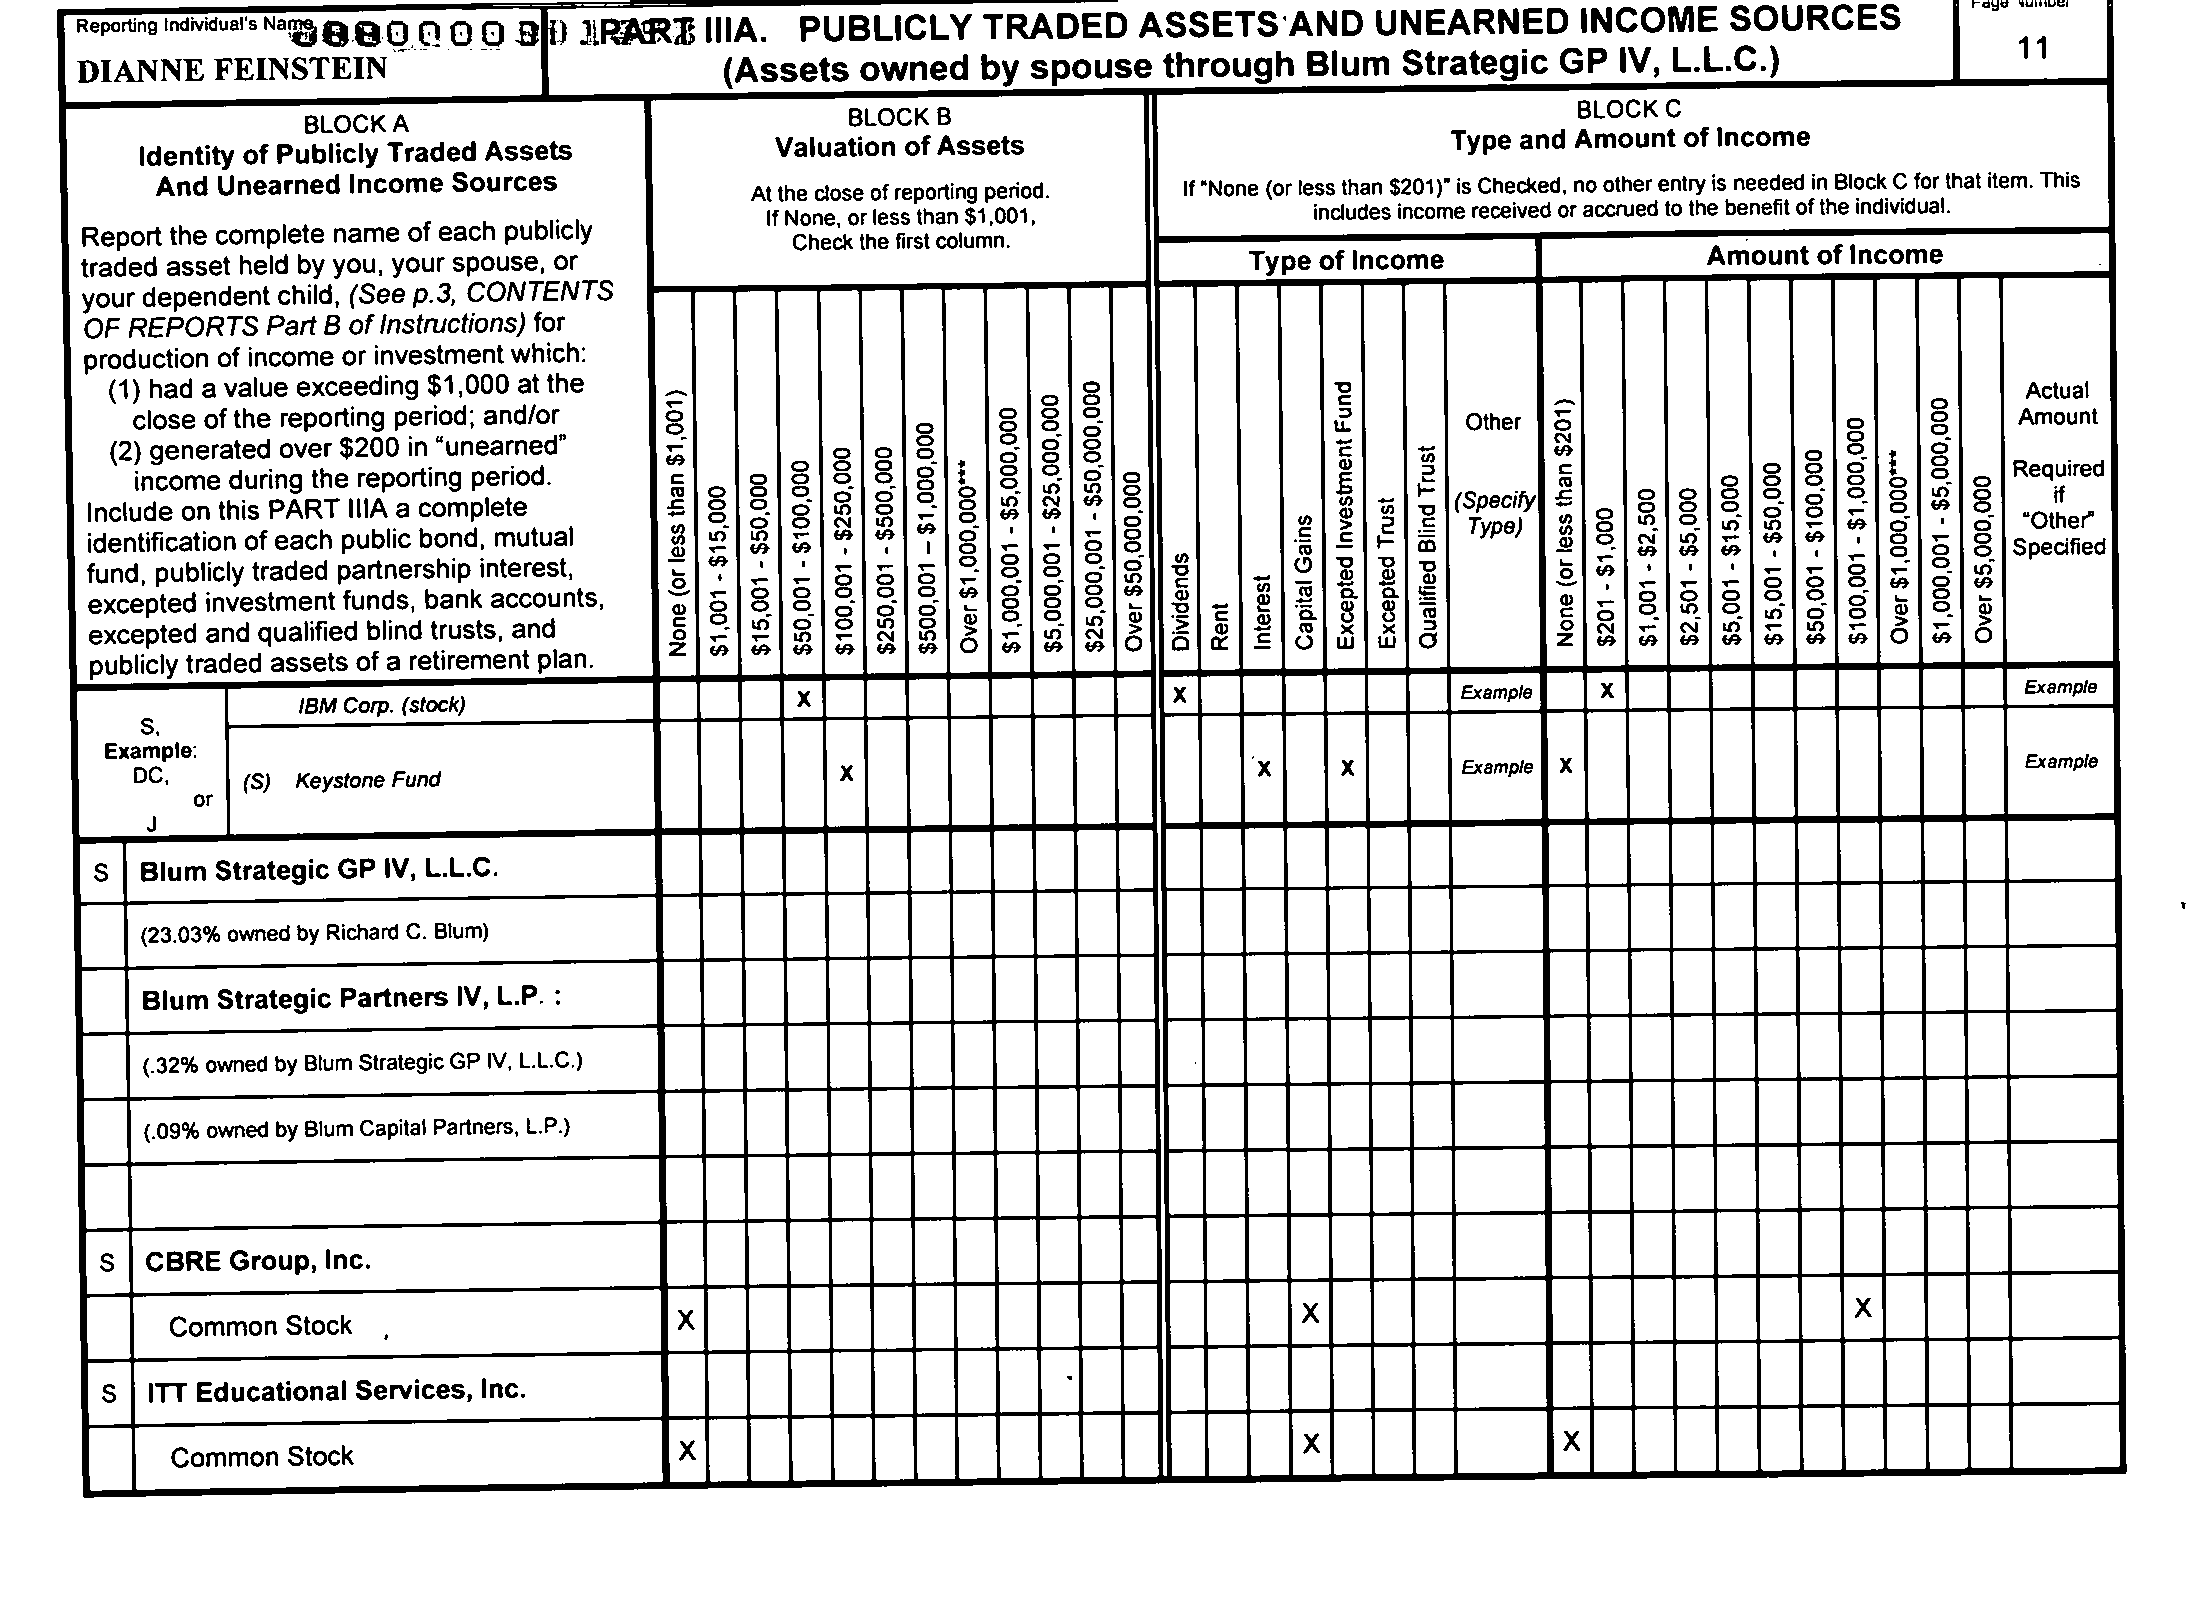 Reporting Individual's Name
DIANNE FEINSTEIN
PART IIIA. PUBLICLY TRADED ASSETS AND UNEARNED INCOME SOURCES
(Assets owned by spouse through Blum Strategic GP IV, L.L.C.)
Page Number
11
BLOCK A
Identity of Publicly Traded Assets
And Unearned Income Sources
Report the complete name of each publicly
traded asset held by you, your spouse, or
your dependent child, (See p.3, CONTENTS
OF REPORTS Part B of Instructions) for
production of income or investment which:
(1) had a value exceeding $1,000 at the
close of the reporting period; and/or
(2) generated over $200 in "unearned"
income during the reporting period.
Include on this PART IIIA a complete
identification of each public bond, mutual
fund, publicly traded partnership interest,
excepted investment funds, bank accounts,
excepted and qualified blind trusts, and
publicly traded assets of a retirement plan.
BLOCK B
Valuation of Assets
At the close of reporting period.
If None, or less than $1,001,
Check the first column.
None (or less than $1,001)
$1,001 - $15,000
$15,001 - $50,000
$50,001 - $100,000
$100,001 - $250,000
$250,001 - $500,000
$500,001 – $1,000,000
Over $1,000,000***
$1,000,001 - $5,000,000
$5,000,001 - $25,000,000
$25,000,001 - $50,000,000
Over $50,000,000
BLOCK C
Type and Amount of Income
If "None (or less than $201)" is Checked, no other entry is needed in Block C for that item. This
includes income received or accrued to the benefit of the individual.
Type of Income
Dividends
Rent
Interest
Capital Gains
Excepted Investment Fund
Excepted Trust
Qualified Blind Trust
Other
(Specify
Type)
Amount of Income
None (or less than $201)
$201 - $1,000
$1,001 - $2,500
$2,501 - $5,000
$5,001 - $15,000
$15,001 - $50,000
$50,001 - $100,000
$100,001 - $1,000,000
Over $1,000,000***
$1,000,001 - $5,000,000
Over $5,000,000
Actual
Amount
Required
if
"Other"
Specified
S,
Example:
DC,
or
J
IBM Corp. (stock) X X Example X Example
(S) Keystone Fund X X X Example X Example
S Blum Strategic GP IV, L.L.C.
(23.03% owned by Richard C. Blum)
Blum Strategic Partners IV, L.P. :
(.32% owned by Blum Strategic GP IV, L.L.C.)
(.09% owned by Blum Capital Partners, L.P.)
S CBRE Group, Inc.
Common Stock X X X
S ITT Educational Services, Inc.
Common Stock X X X